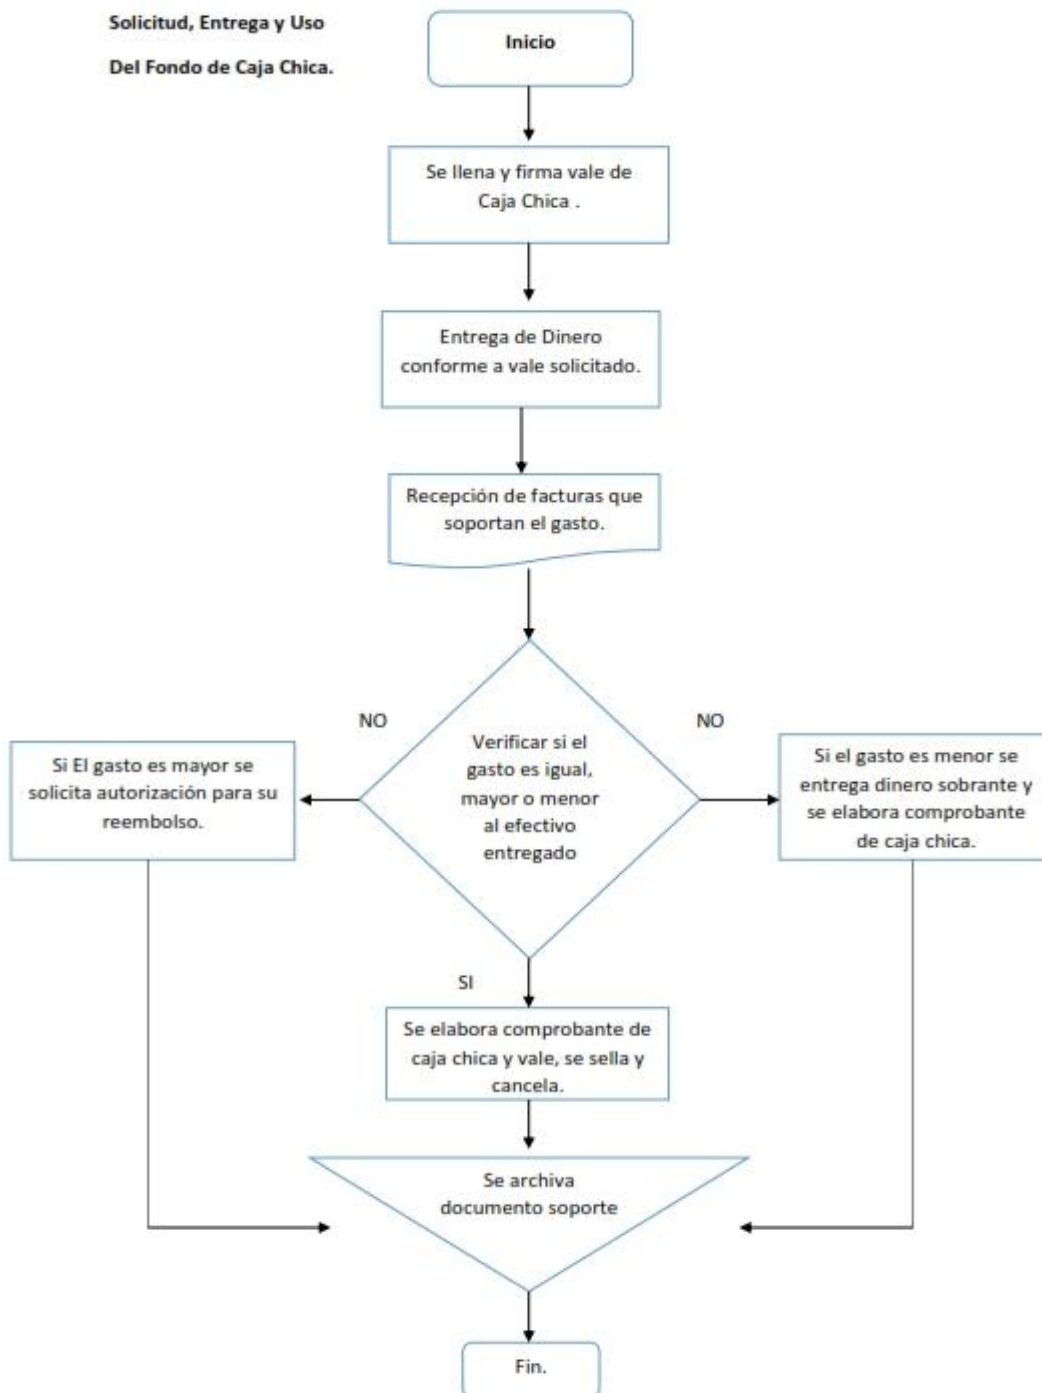 Solicitud, Entrega y Uso
Del Fondo de Caja Chica.
Inicio
Se llena y firma vale de
Caja Chica .
Entrega de Dinero
conforme a vale solicitado.
Recepción de facturas que
soportan el gasto.
Verificar si el
gasto es igual,
mayor o menor
al efectivo
entregado
NO
Si El gasto es mayor se
solicita autorización para su
reembolso.
NO
Si el gasto es menor se
entrega dinero sobrante y
se elabora comprobante
de caja chica.
SI
Se elabora comprobante de
caja chica y vale, se sella y
cancela.
Se archiva
documento soporte
Fin.